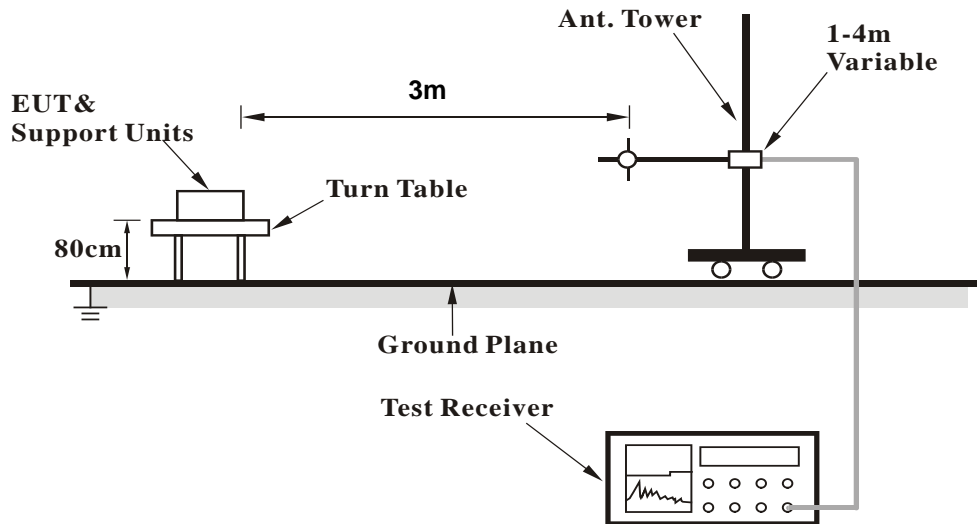 Ant. Tower
1-4m
Variable
3m
EUT&
Support Units
Turn Table
80cm
Ground Plane
Test Receiver